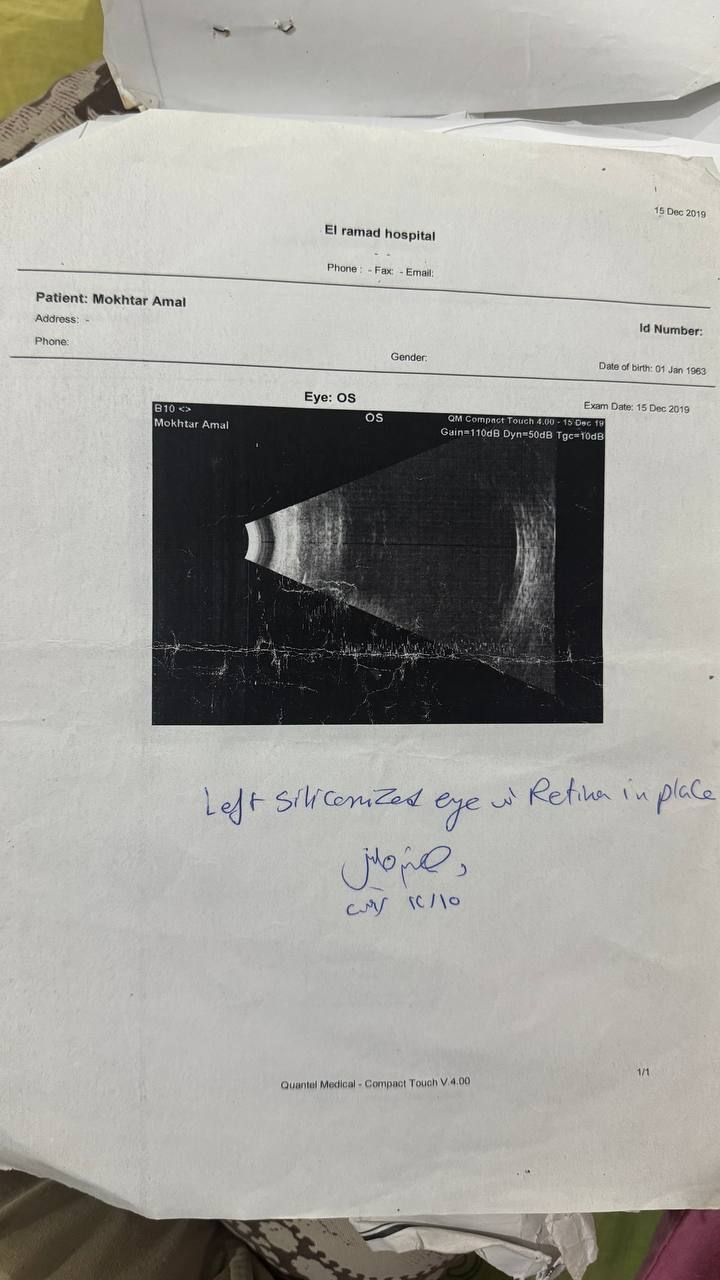 15 Dec 2019
El ramad hospital
- -
Phone : - Fax: - Email:
Patient: Mokhtar Amal
Id Number:
Address: -
Phone:
Gender:
Date of birth: 01 Jan 1963
Eye: OS
Exam Date: 15 Dec 2019
B10 <>
OS
QM Compact Touch 4.00 - 15 Dec 19
Mokhtar Amal
Gain=110dB Dyn=50dB Tgc=10dB
Left Siliconized eye w Retina in place
١٢/١٥
Quantel Medical - Compact Touch V.4.00
1/1